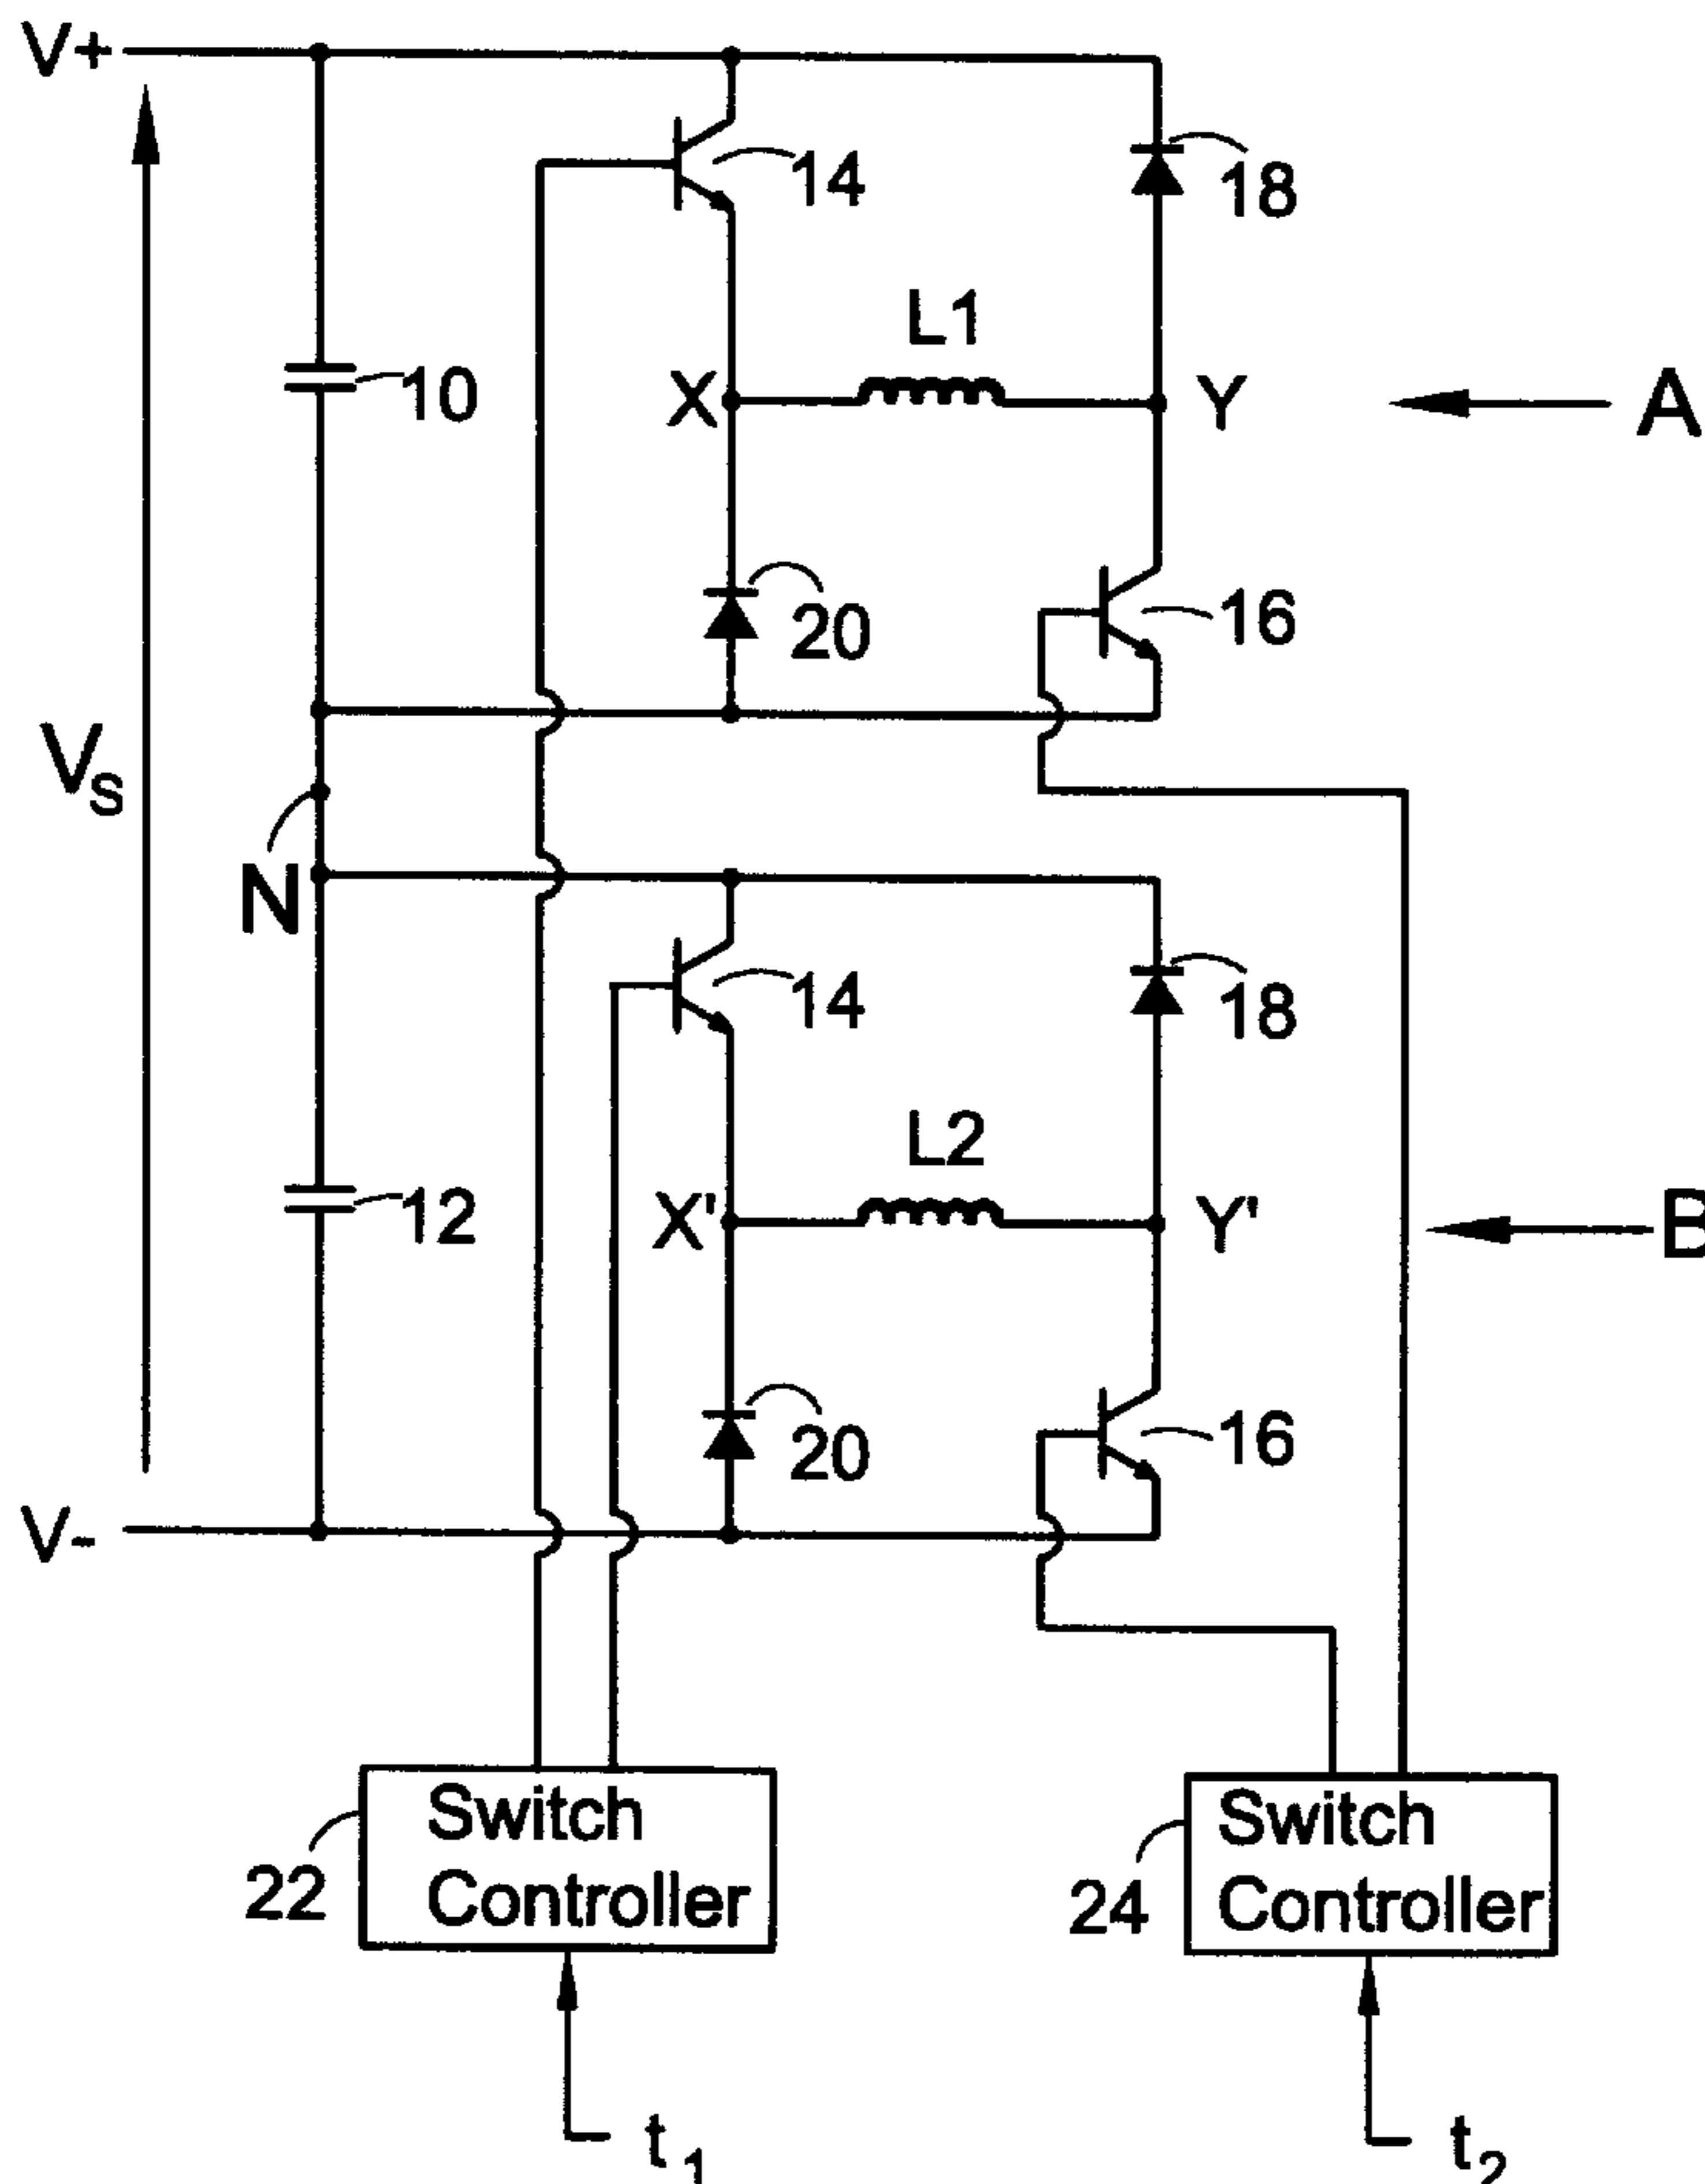 V+
14
18
L1
10
X
Y
A
20
16
Vs
N
14
18
L2
12
X'
Y'
B
20
16
V-
Switch
Controller
22
Switch
Controller
24
t1
t2